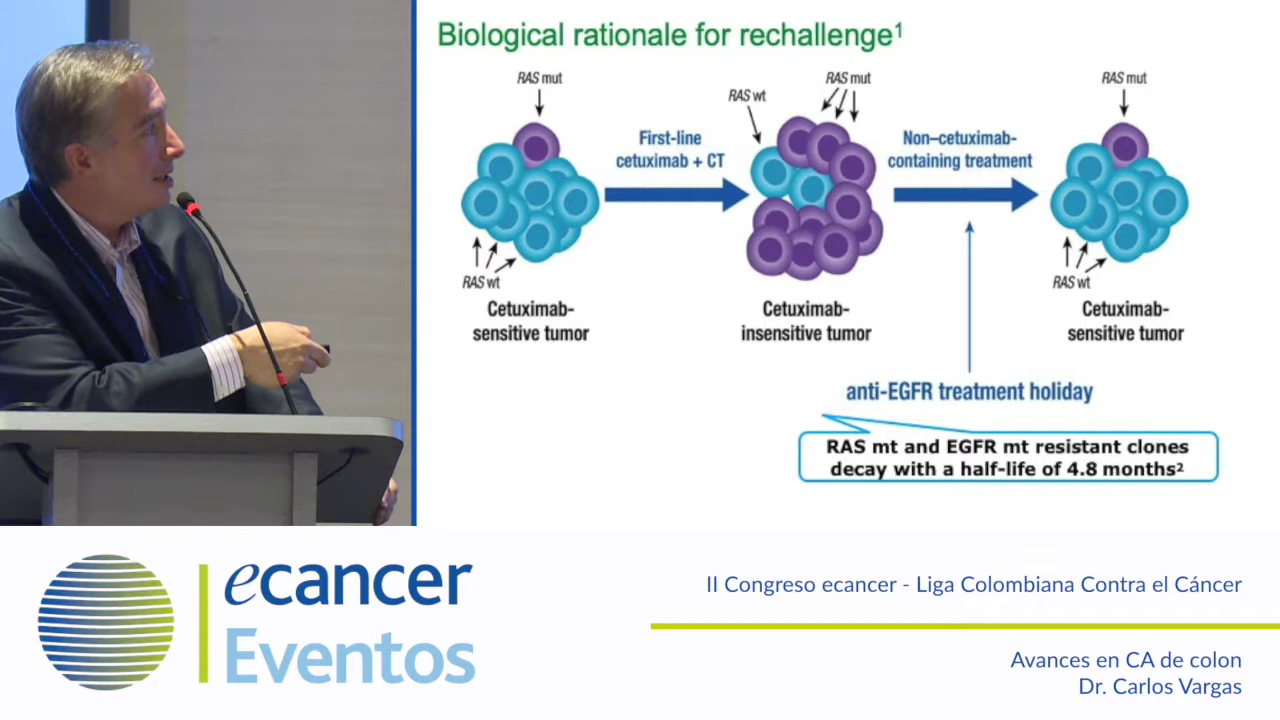 Biological rationale for rechallenge¹
RAS mut
RAS wt
RAS mut
RAS mut
First-line
cetuximab + CT
Non–cetuximab-
containing treatment
RAS wt
RAS wt
Cetuximab-
sensitive tumor
Cetuximab-
insensitive tumor
Cetuximab-
sensitive tumor
anti-EGFR treatment holiday
RAS mt and EGFR mt resistant clones
decay with a half-life of 4.8 months²
ecancer
Eventos
II Congreso ecancer - Liga Colombiana Contra el Cáncer
Avances en CA de colon
Dr. Carlos Vargas